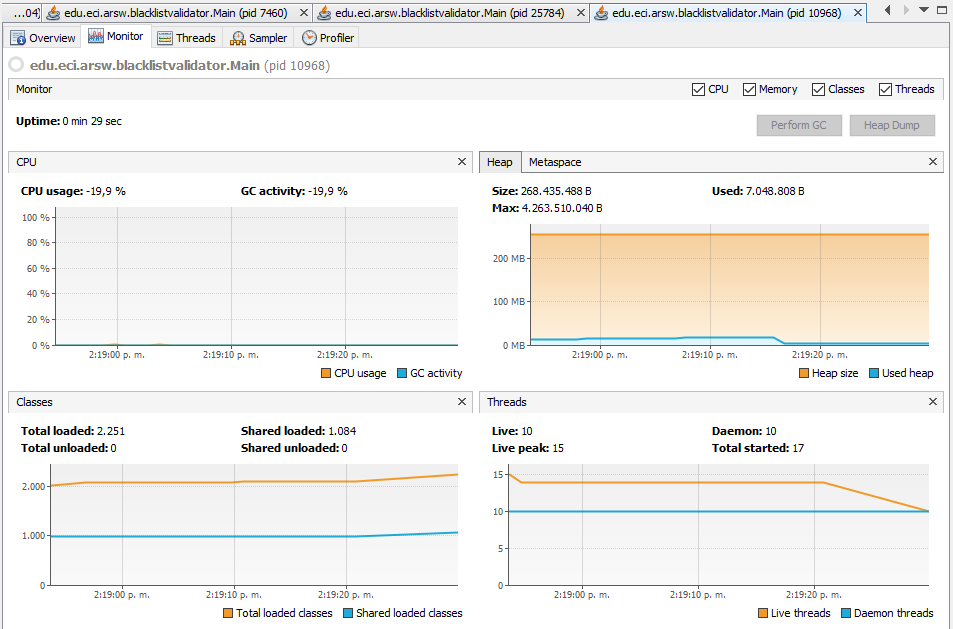 ...04) edu.eci.arsw.blacklistvalidator.Main (pid 7460) edu.eci.arsw.blacklistvalidator.Main (pid 25784) edu.eci.arsw.blacklistvalidator.Main (pid 10968)
Overview Monitor Threads Sampler Profiler
edu.eci.arsw.blacklistvalidator.Main (pid 10968)
Monitor CPU Memory Classes Threads
Uptime: 0 min 29 sec Perform GC Heap Dump
CPU
CPU usage: -19,9 % GC activity: -19,9 %
100 %
80 %
60 %
40 %
20 %
0 %
2:19:00 p. m. 2:19:10 p. m. 2:19:20 p. m.
CPU usage GC activity
Heap Metaspace
Size: 268.435.488 B Used: 7.048.808 B
Max: 4.263.510.040 B
200 MB
100 MB
0 MB
2:19:00 p. m. 2:19:10 p. m. 2:19:20 p. m.
Heap size Used heap
Classes
Total loaded: 2.251 Shared loaded: 1.084
Total unloaded: 0 Shared unloaded: 0
2.000
1.000
0
2:19:00 p. m. 2:19:10 p. m. 2:19:20 p. m.
Total loaded classes Shared loaded classes
Threads
Live: 10 Daemon: 10
Live peak: 15 Total started: 17
15
10
5
0
2:19:00 p. m. 2:19:10 p. m. 2:19:20 p. m.
Live threads Daemon threads